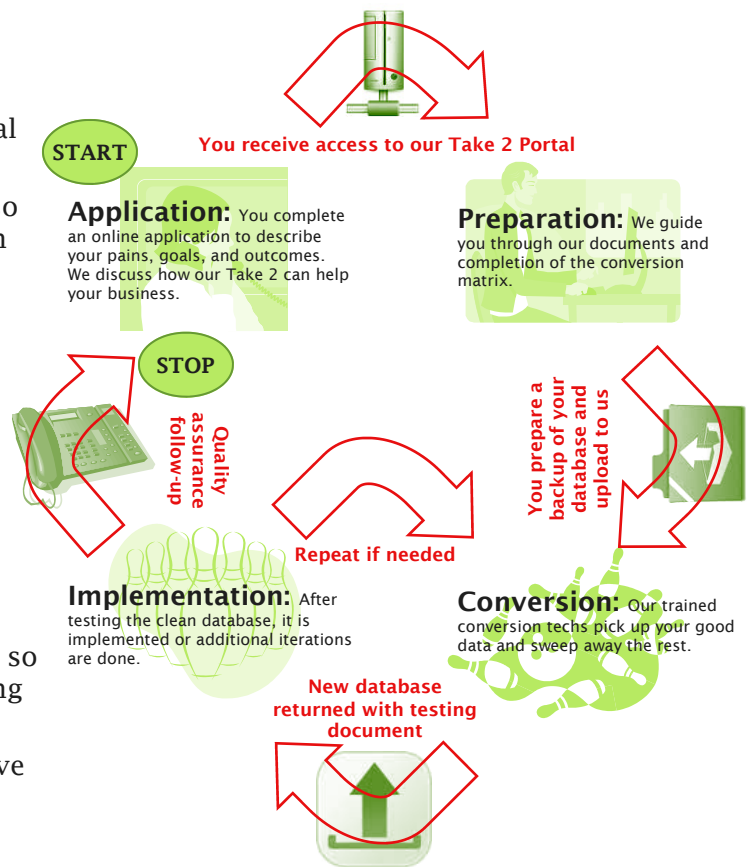 al
o
n
so
ng
ve
You receive access to our Take 2 Portal
START
Application: You complete
an online application to describe
your pains, goals, and outcomes.
We discuss how our Take 2 can help
your business.
Preparation: We guide
you through our documents and
completion of the conversion
matrix.
You prepare a
backup of your
database and
upload to us
Conversion: Our trained
conversion techs pick up your good
data and sweep away the rest.
New database
returned with testing
document
Implementation: After
testing the clean database, it is
implemented or additional iterations
are done.
Repeat if needed
Quality
assurance
follow-up
STOP